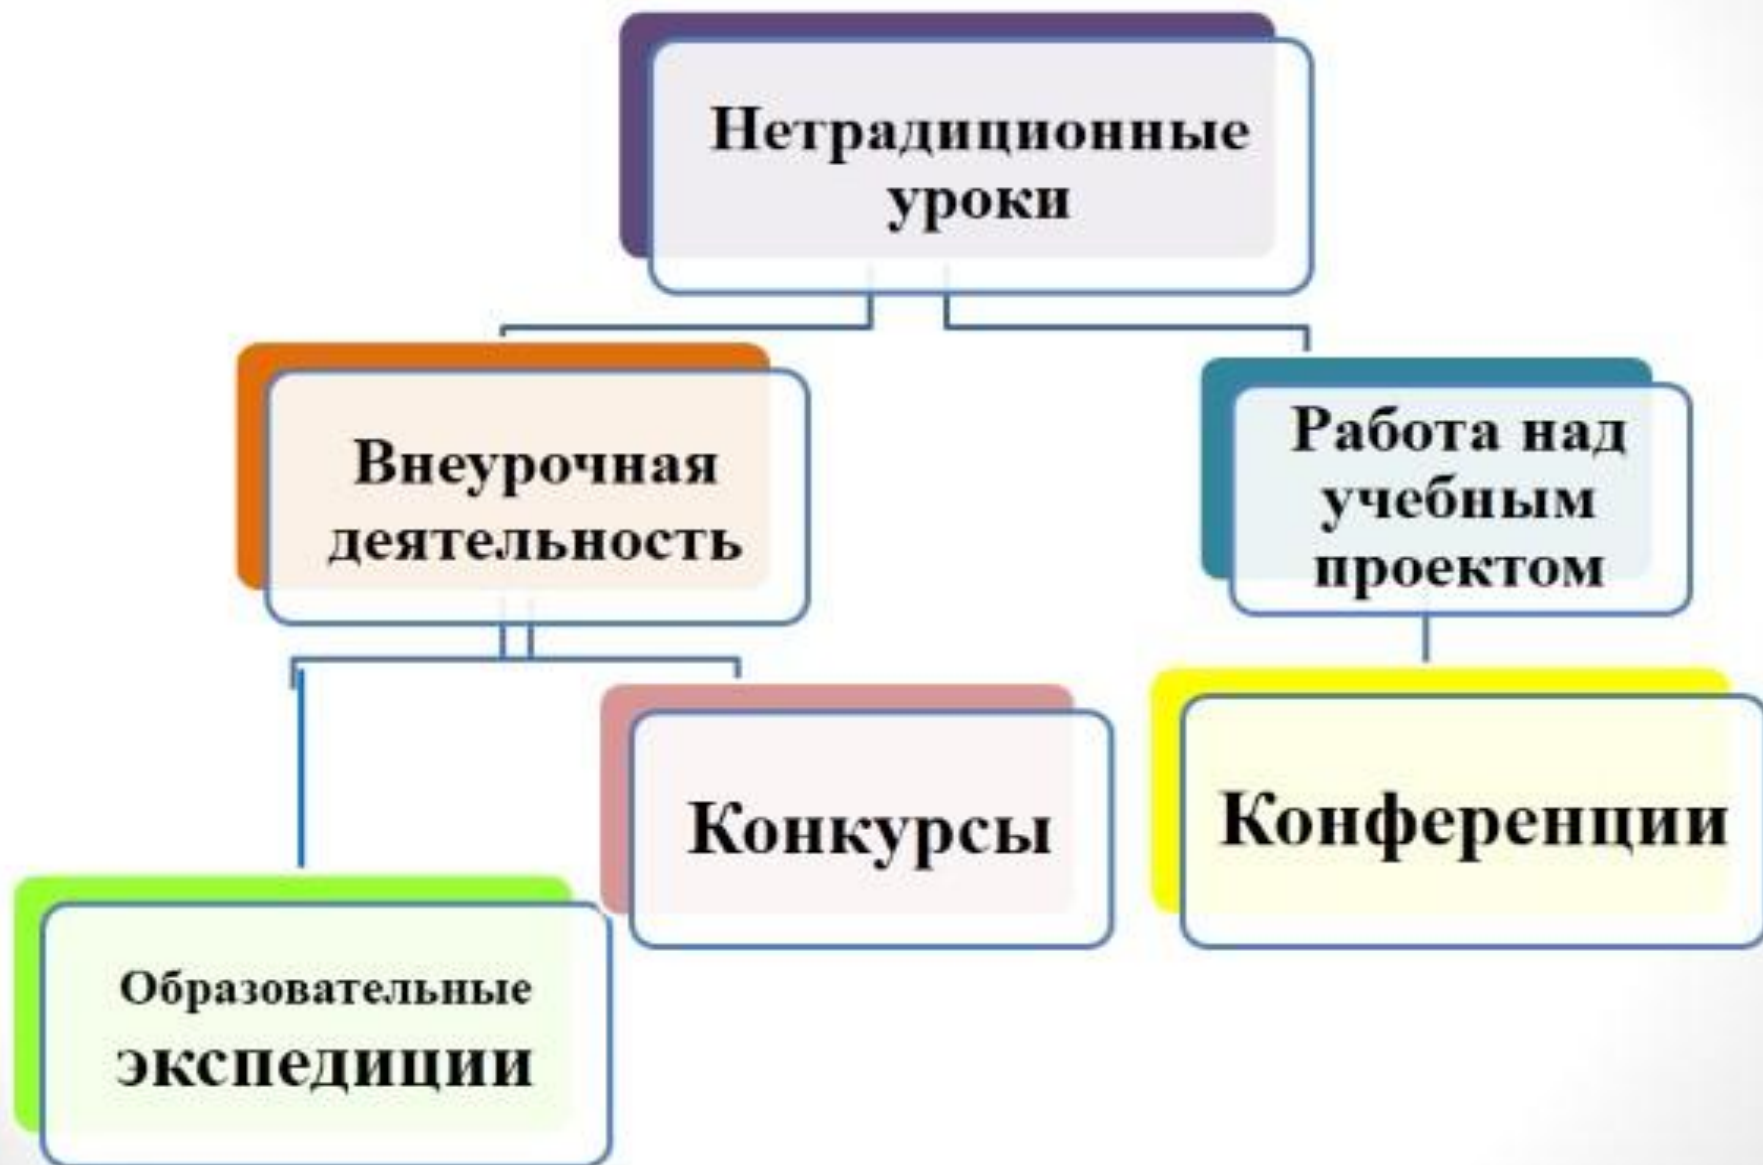 Нетрадиционные
уроки
Внеурочная
деятельность
Работа над
учебным
проектом
Конкурсы
Конференции
Образовательные
экспедиции